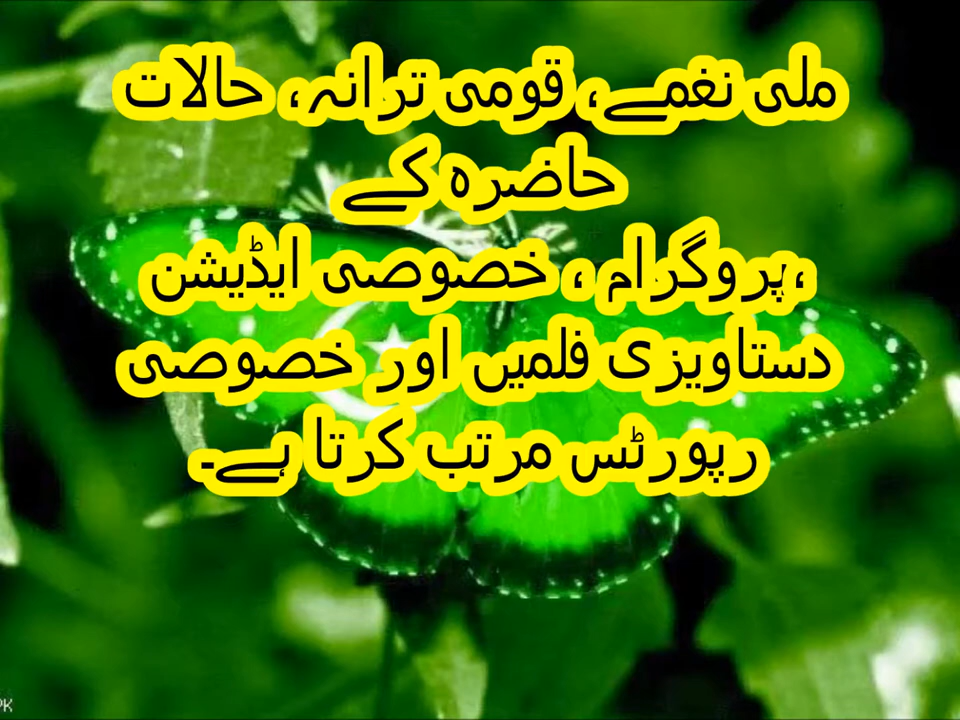 ملی نغمے، قومی ترانہ، حالات
حاضرہ کے
،پروگرام ، خصوصی ایڈیشن
دستاویزی فلمیں اور خصوصی
رپورٹس مرتب کرتا ہے۔